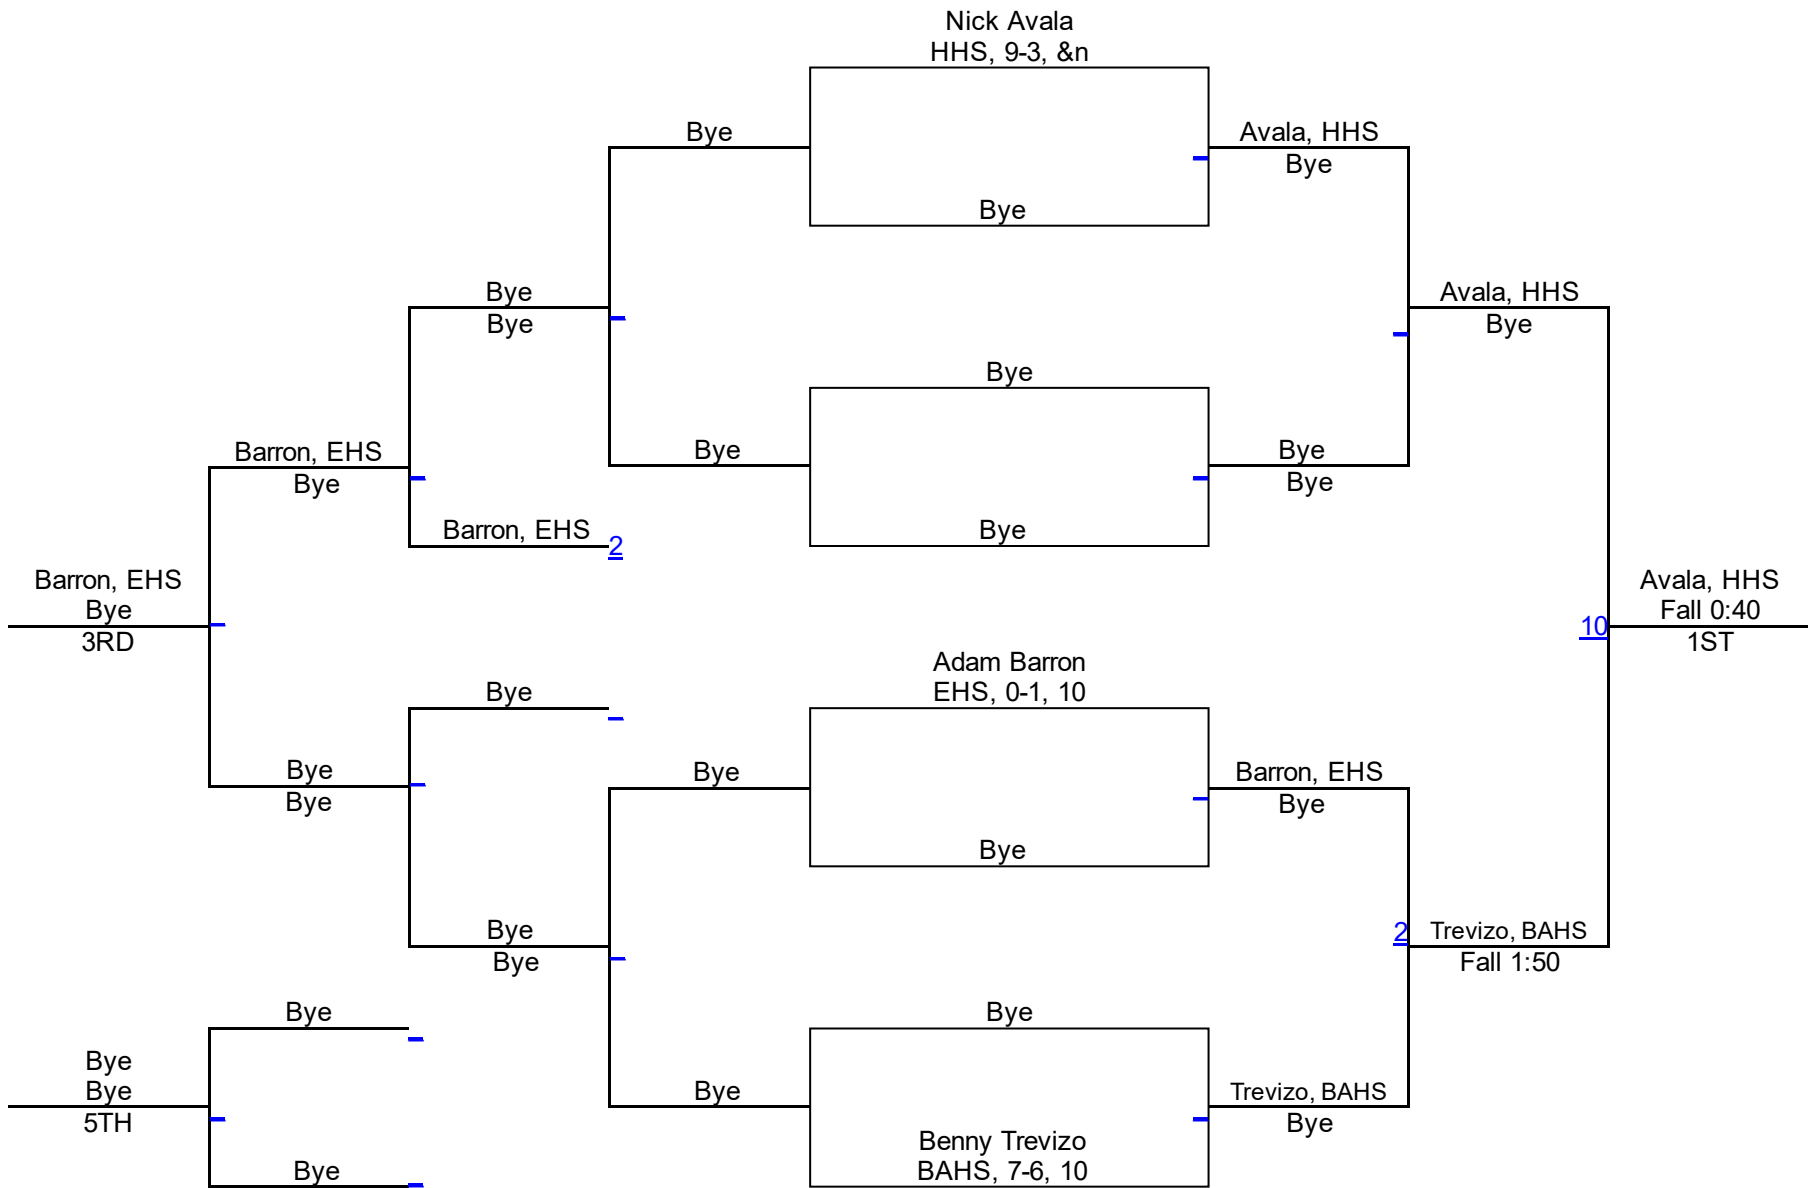 Nick Avala
HHS, 9-3, &n
Bye
Avala, HHS
Bye
Bye
Bye
Bye
Avala, HHS
Bye
Bye
Barron, EHS
Bye
Bye
Bye
Bye
Barron, EHS
2
Bye
Barron, EHS
Bye
3RD
Avala, HHS
Fall 0:40
10
1ST
Adam Barron
EHS, 0-1, 10
Bye
Bye
Bye
Bye
Barron, EHS
Bye
Bye
Bye
Bye
2
Trevizo, BAHS
Fall 1:50
Bye
Bye
Bye
Bye
5TH
Bye
Trevizo, BAHS
Bye
Benny Trevizo
BAHS, 7-6, 10
Bye